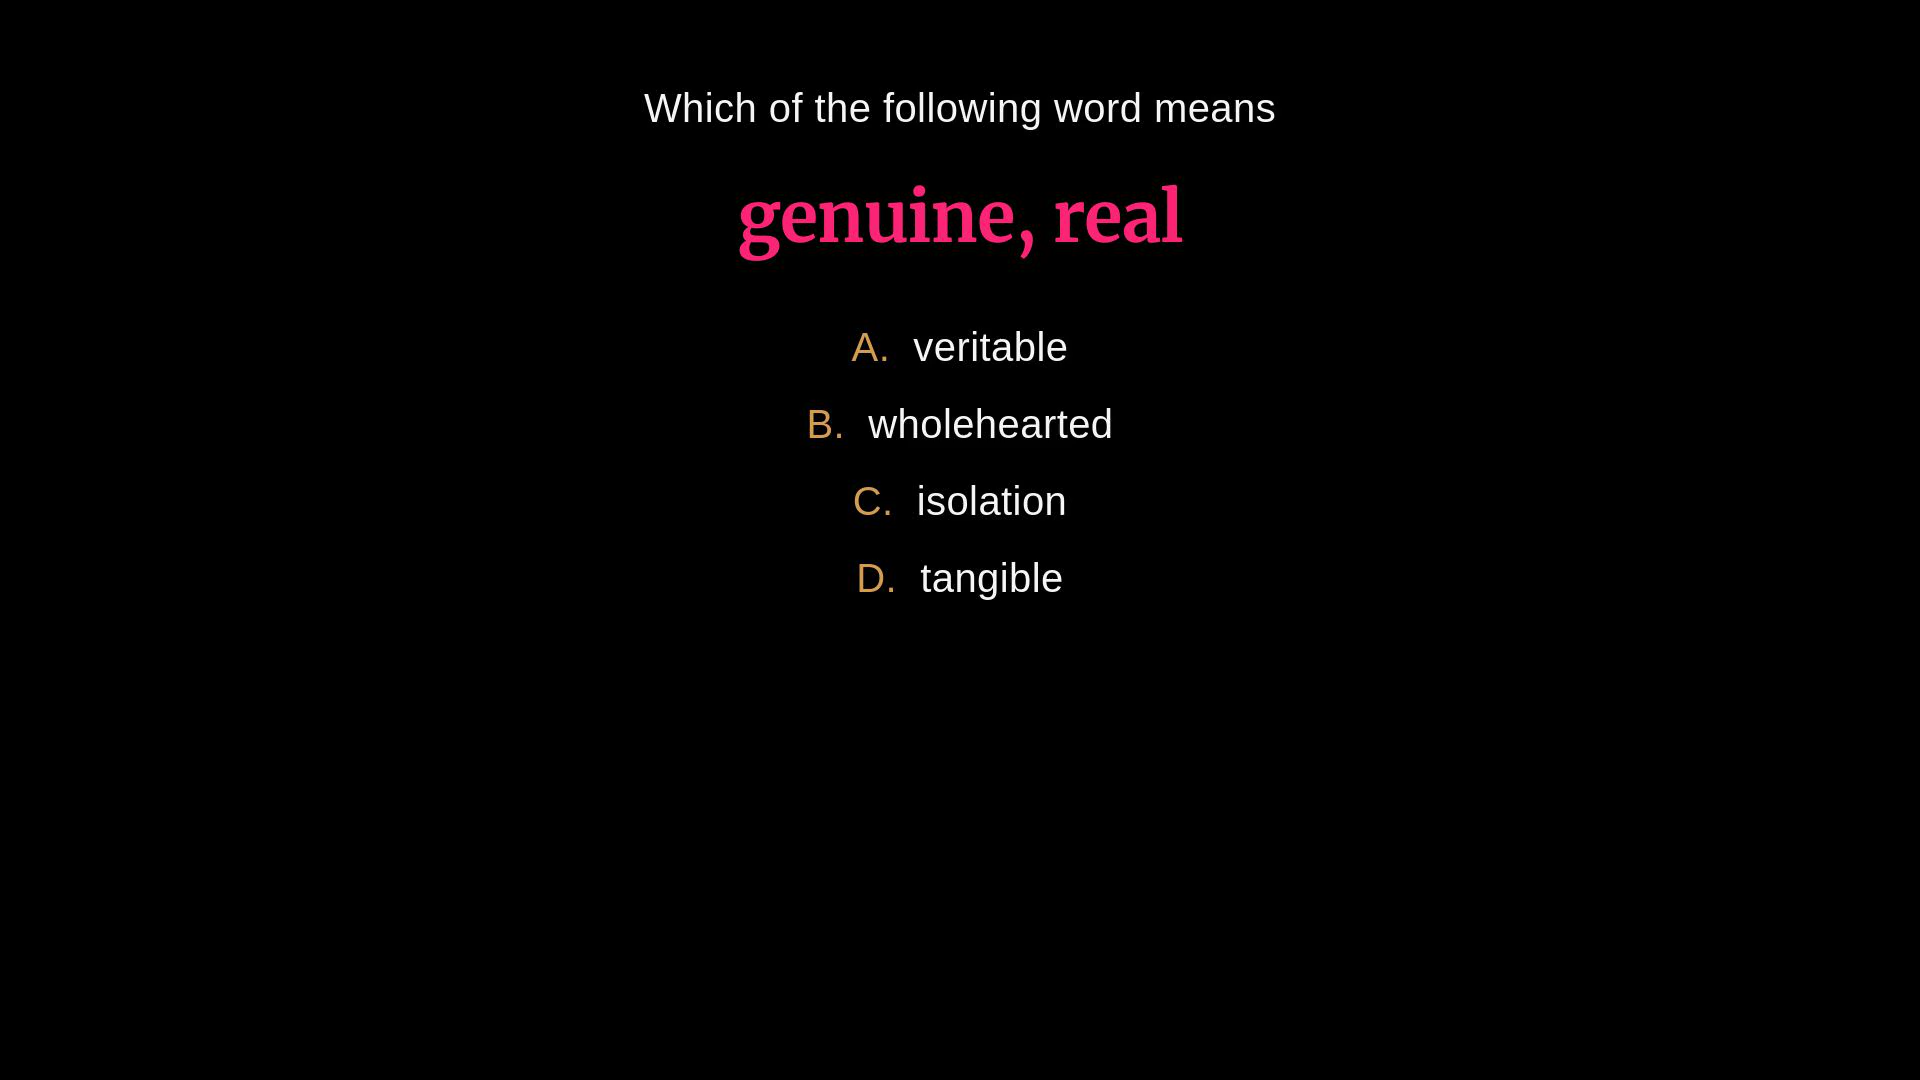 Which of the following word means
genuine, real
A. veritable
B. wholehearted
C. isolation
D. tangible